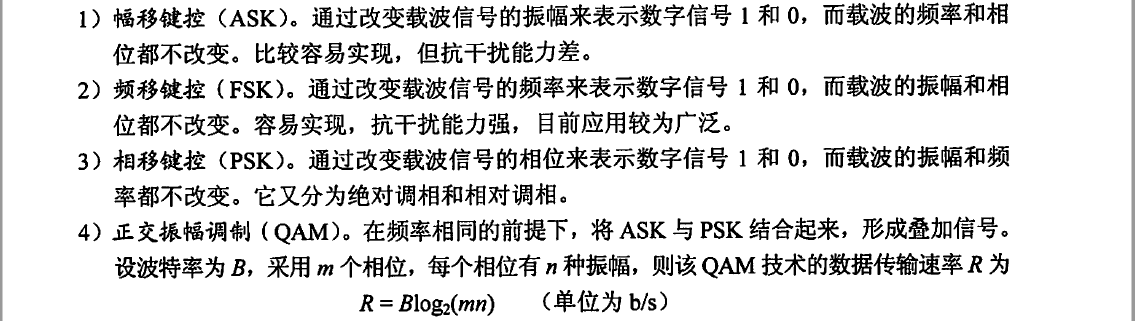 1）幅移键控（ASK）。通过改变载波信号的振幅来表示数字信号 1 和 0，而载波的频率和相
位都不改变。比较容易实现，但抗干扰能力差。
2）频移键控（FSK）。通过改变载波信号的频率来表示数字信号 1 和 0，而载波的振幅和相
位都不改变。容易实现，抗干扰能力强，目前应用较为广泛。
3）相移键控（PSK）。通过改变载波信号的相位来表示数字信号 1 和 0，而载波的振幅和频
率都不改变。它又分为绝对调相和相对调相。
4）正交振幅调制（QAM）。在频率相同的前提下，将 ASK 与 PSK 结合起来，形成叠加信号。
设波特率为 B，采用 m 个相位，每个相位有 n 种振幅，则该 QAM 技术的数据传输速率 R 为
R = Blog₂(mn) （单位为 b/s）